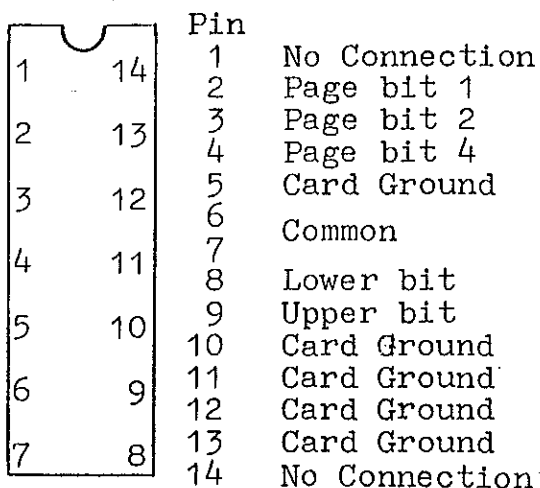 1 14
2 13
3 12
4 11
5 10
6 9
7 8
Pin
1 No Connection
2 Page bit 1
3 Page bit 2
4 Page bit 4
5 Card Ground
6
Common
7
8 Lower bit
9 Upper bit
10 Card Ground
11 Card Ground
12 Card Ground
13 Card Ground
14 No Connection